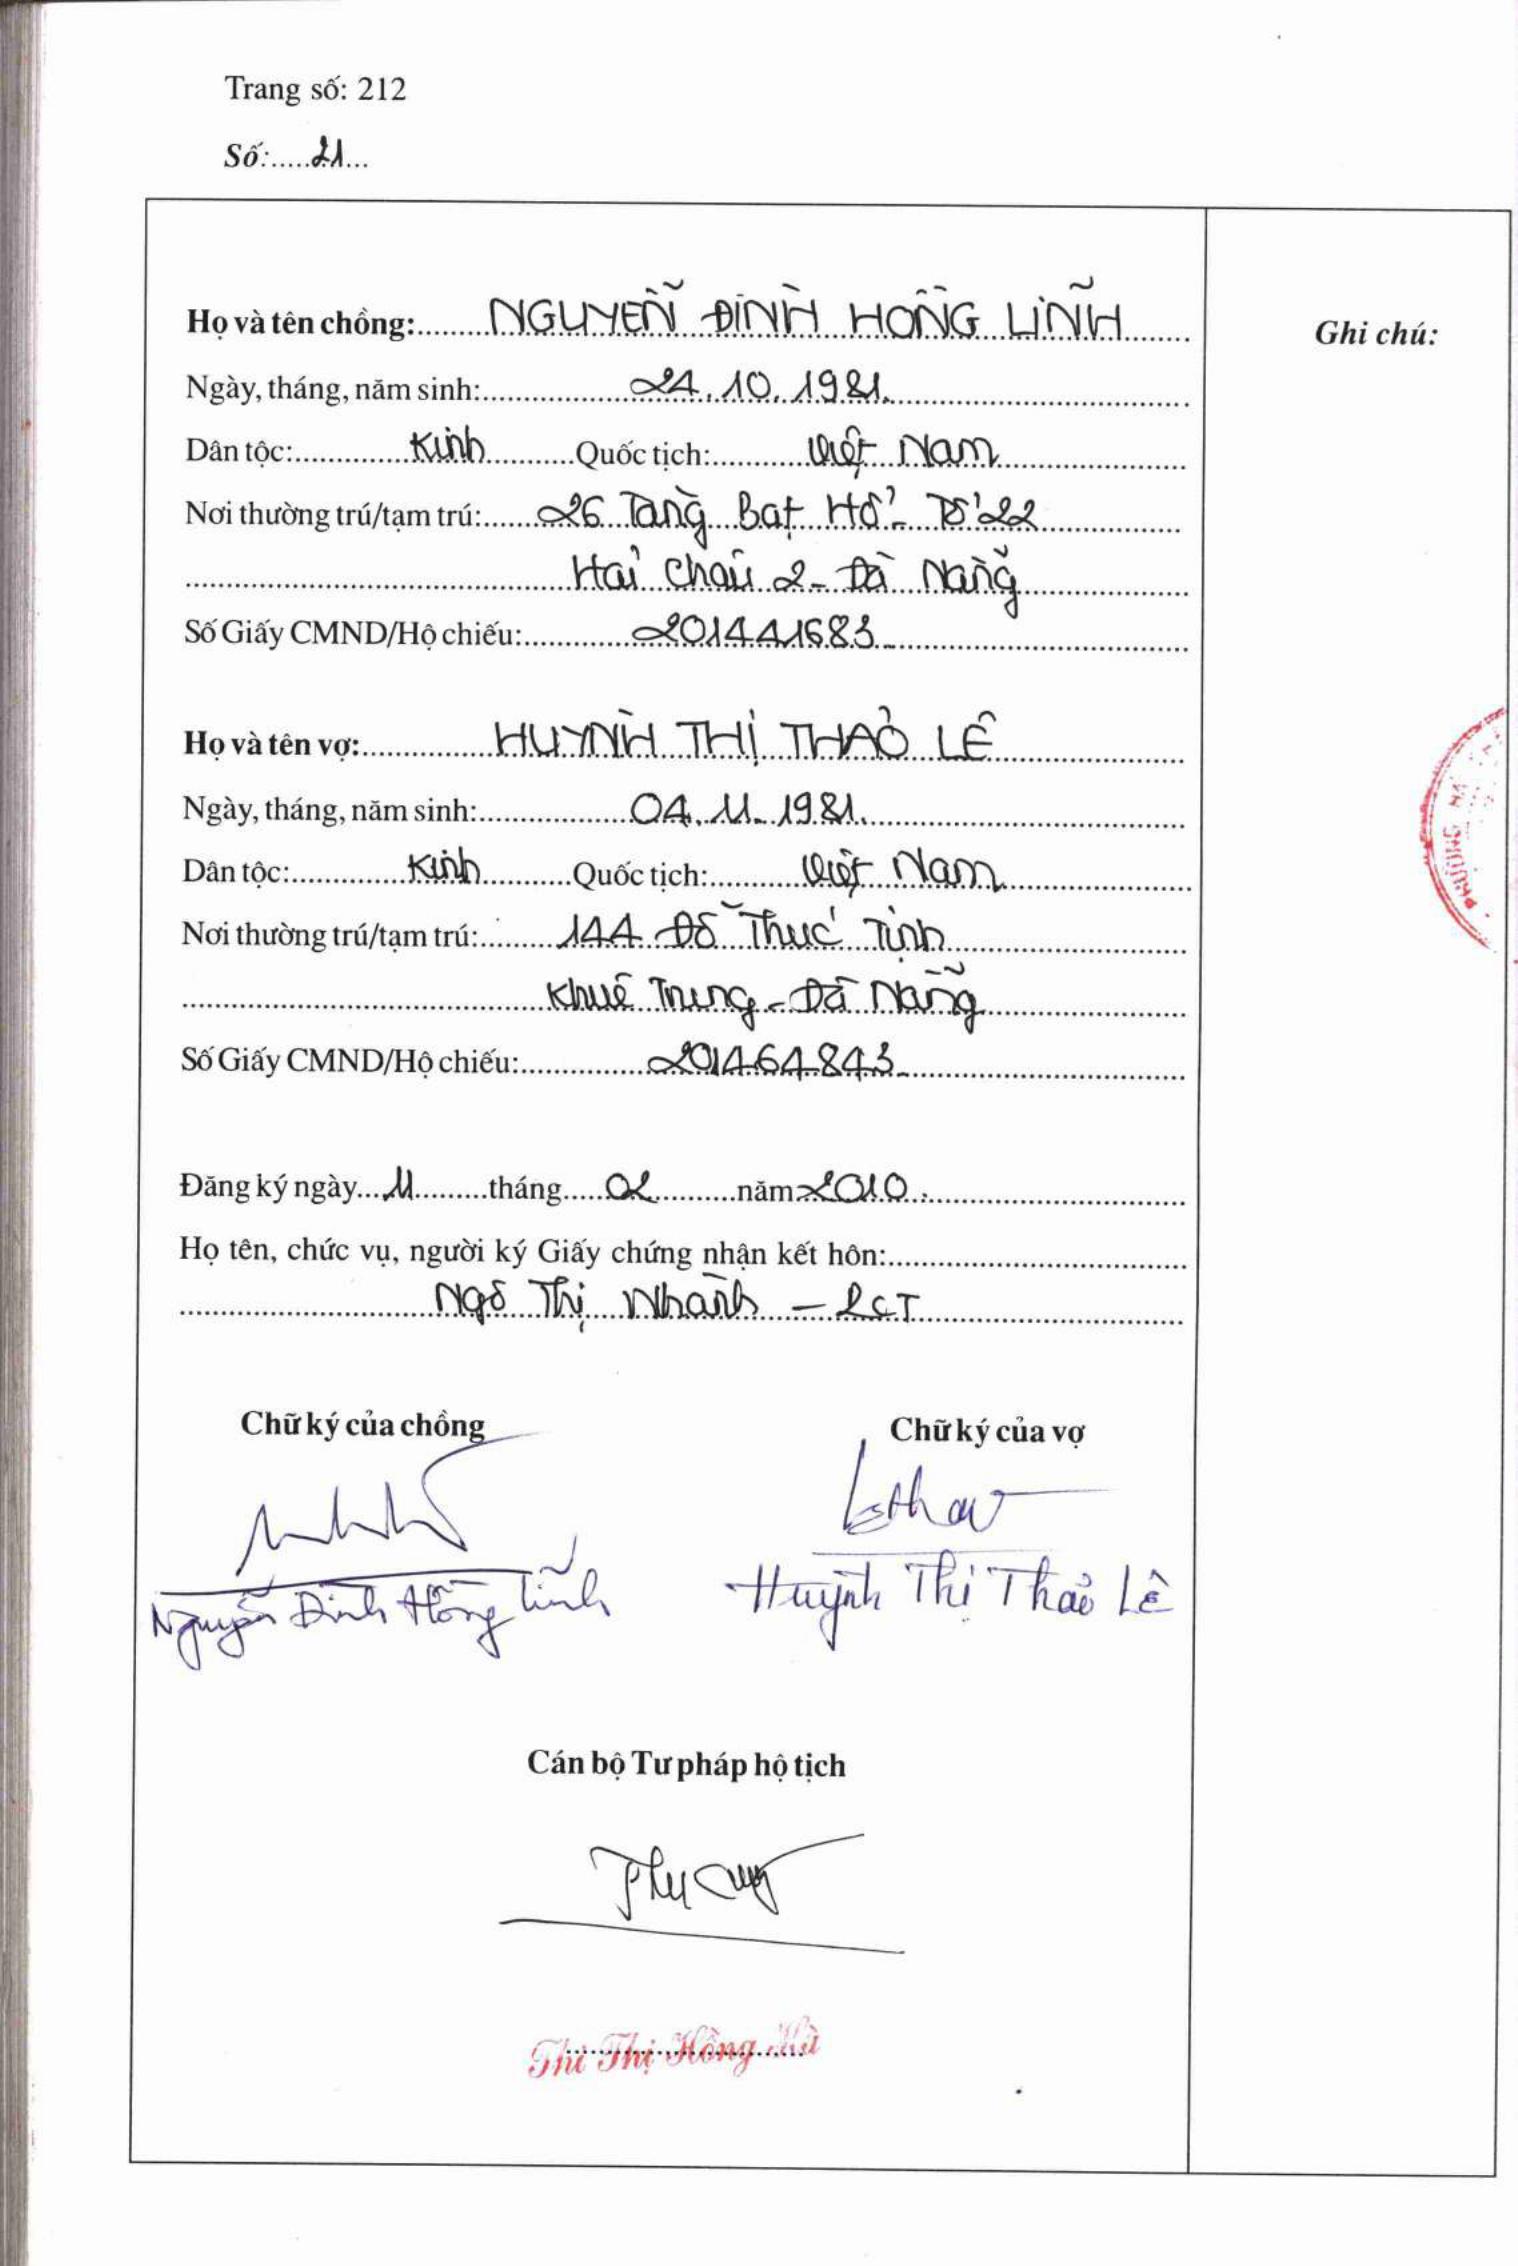 Trang số: 212
Số:.....21...
Họ và tên chồng: NGUYỄN ĐÌNH HỒNG LĨNH
Ghi chú:
Ngày, tháng, năm sinh: 24.10.1981.
Dân tộc: Kinh Quốc tịch: Việt Nam
Nơi thường trú/tạm trú: 26 Tăng Bạt Hổ - Tổ 22
Hải Châu 2 - Đà Nẵng
Số Giấy CMND/Hộ chiếu: 201441683
Họ và tên vợ: HUỲNH THỊ THẢO LÊ
Ngày, tháng, năm sinh: 04.11.1981.
Dân tộc: Kinh Quốc tịch: Việt Nam
PHƯỜNG
Nơi thường trú/tạm trú: 144 Đỗ Thúc Tịnh
Khuê Trung - Đà Nẵng
Số Giấy CMND/Hộ chiếu: 201464843
Đăng ký ngày 11 tháng 02 năm 2010.
Họ tên, chức vụ, người ký Giấy chứng nhận kết hôn:
Ngô Thị Nhành - PCT
Chữ ký của chồng Chữ ký của vợ
Nguyễn Đình Hồng Lĩnh Huỳnh Thị Thảo Lê
Cán bộ Tư pháp hộ tịch
Thi Thị Hồng